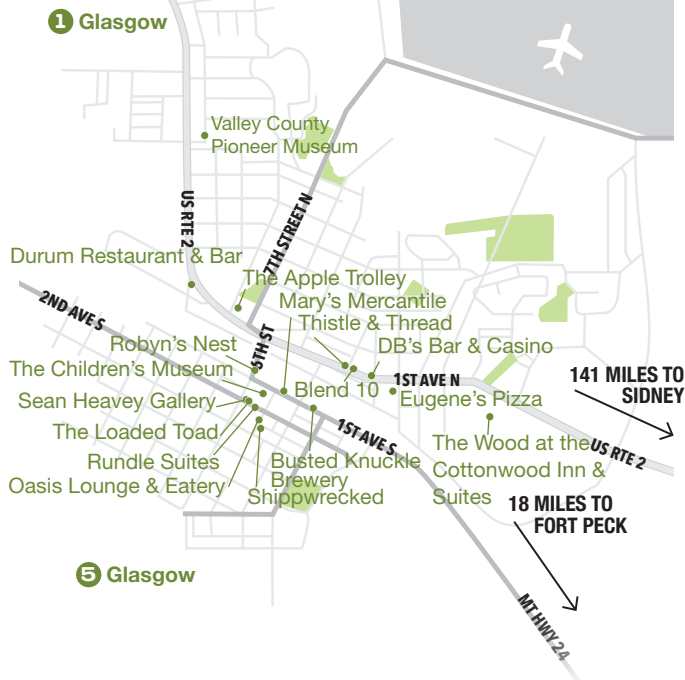 1 Glasgow
Valley County
Pioneer Museum
US RTE 2
7TH STREET N
Durum Restaurant & Bar
The Apple Trolley
2ND AVE S
Mary's Mercantile
Thistle & Thread
5TH ST
Robyn's Nest
DB's Bar & Casino
The Children's Museum
1ST AVE N
141 MILES TO
SIDNEY
Blend 10
Eugene's Pizza
Sean Heavey Gallery
The Loaded Toad
1ST AVE S
The Wood at the
Cottonwood Inn &
Suites
US RTE 2
Rundle Suites
Busted Knuckle
Brewery
Oasis Lounge & Eatery
Shippwrecked
18 MILES TO
FORT PECK
5 Glasgow
MT HWY 24